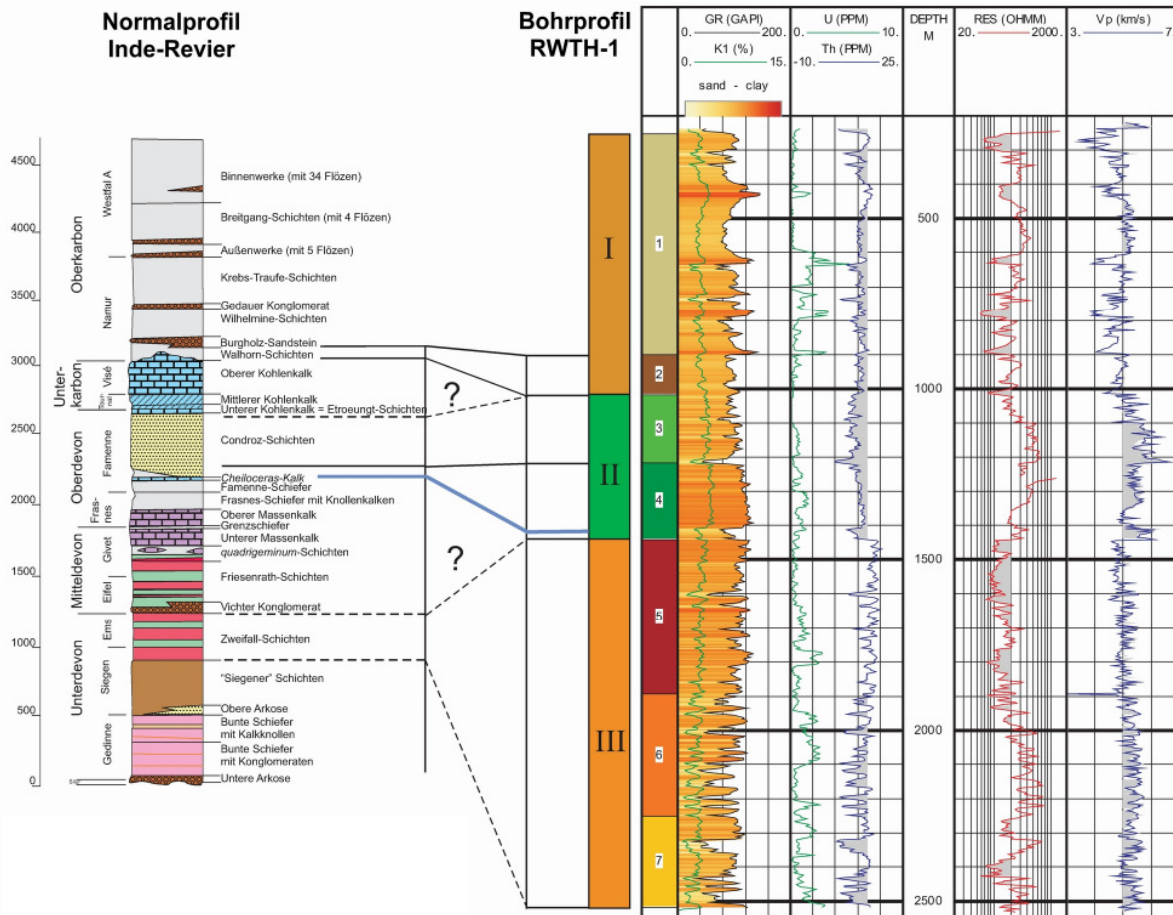 Normalprofil
Inde-Revier
Bohrprofil
RWTH-1
GR (GAPI)
0. 200.
K1 (%)
0. 15.
sand - clay
U (PPM)
0. 10.
Th (PPM)
-10. 25.
DEPTH
M
RES (OHMM)
20. 2000.
Vp (km/s)
3. 7.
4500
4000
3500
3000
2500
2000
1500
1000
500
0
Oberkarbon
Unter-
karbon
Oberdevon
Mitteldevon
Unterdevon
Westfal A
Namur
Visé
Famenne
Fras-
nes
Givet
Eifel
Ems
Siegen
Gedinne
Binnenwerke (mit 34 Flözen)
Breitgang-Schichten (mit 4 Flözen)
Außenwerke (mit 5 Flözen)
Krebs-Traufe-Schichten
Gedauer Konglomerat
Wilhelmine-Schichten
Burgholz-Sandstein
Walhorn-Schichten
Oberer Kohlenkalk
Mittlerer Kohlenkalk
Unterer Kohlenkalk = Etroeungt-Schichten
Condroz-Schichten
Cheiloceras-Kalk
Famenne-Schiefer
Frasnes-Schiefer mit Knollenkalken
Oberer Massenkalk
Grenzschiefer
Unterer Massenkalk
quadrigeminum-Schichten
Friesenrath-Schichten
Vichter Konglomerat
Zweifall-Schichten
"Siegener" Schichten
Obere Arkose
Bunte Schiefer
mit Kalkknollen
Bunte Schiefer
mit Konglomeraten
Untere Arkose
?
?
I
II
III
1
2
3
4
5
6
7
500
1000
1500
2000
2500